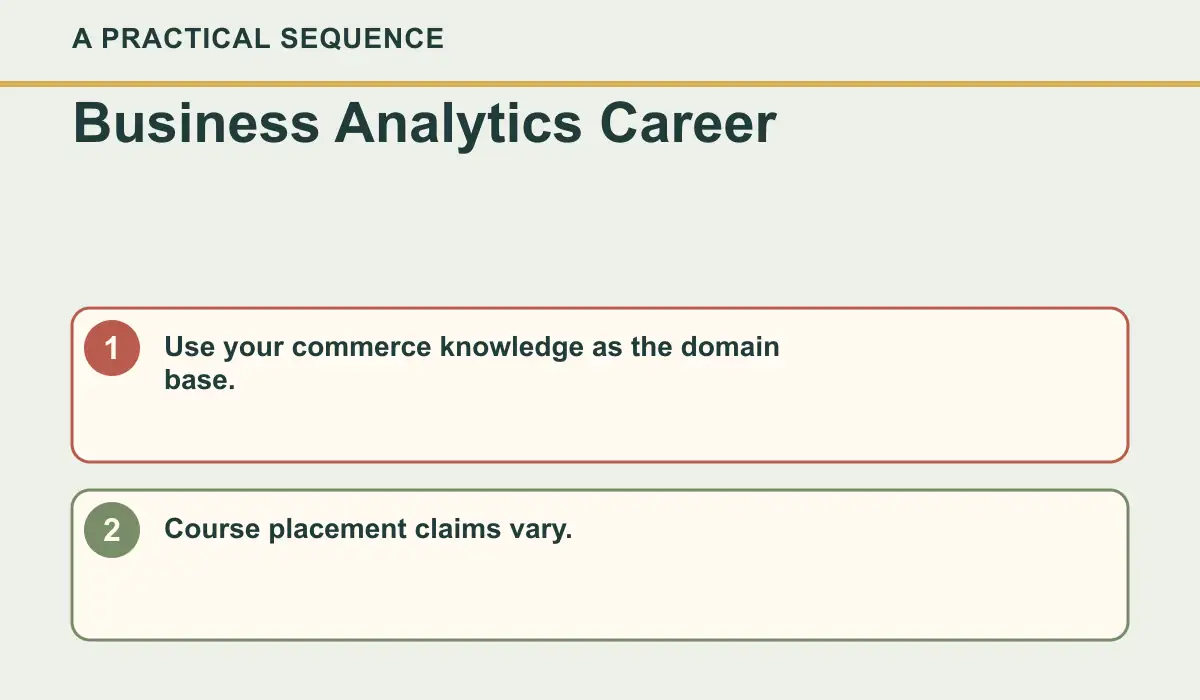 A PRACTICAL SEQUENCE
Business Analytics Career
1
Use your commerce knowledge as the domain
base.
2
Course placement claims vary.